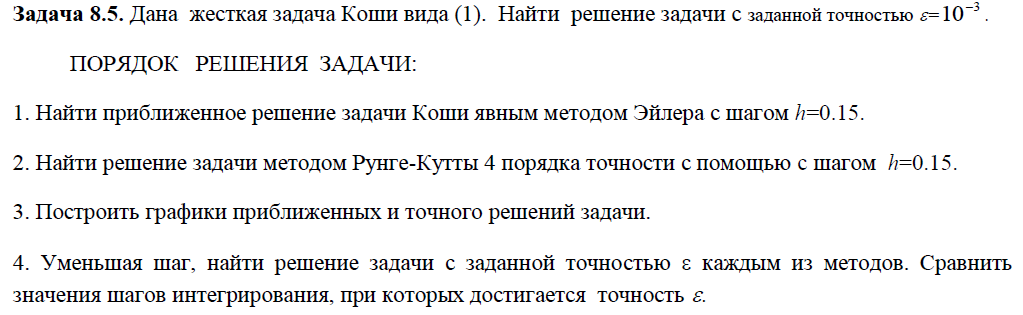 Задача 8.5. Дана жесткая задача Коши вида (1). Найти решение задачи с заданной точностью ε=10⁻³ .
ПОРЯДОК РЕШЕНИЯ ЗАДАЧИ:
1. Найти приближенное решение задачи Коши явным методом Эйлера с шагом h=0.15.
2. Найти решение задачи методом Рунге-Кутты 4 порядка точности с помощью с шагом h=0.15.
3. Построить графики приближенных и точного решений задачи.
4. Уменьшая шаг, найти решение задачи с заданной точностью ε каждым из методов. Сравнить
значения шагов интегрирования, при которых достигается точность ε.